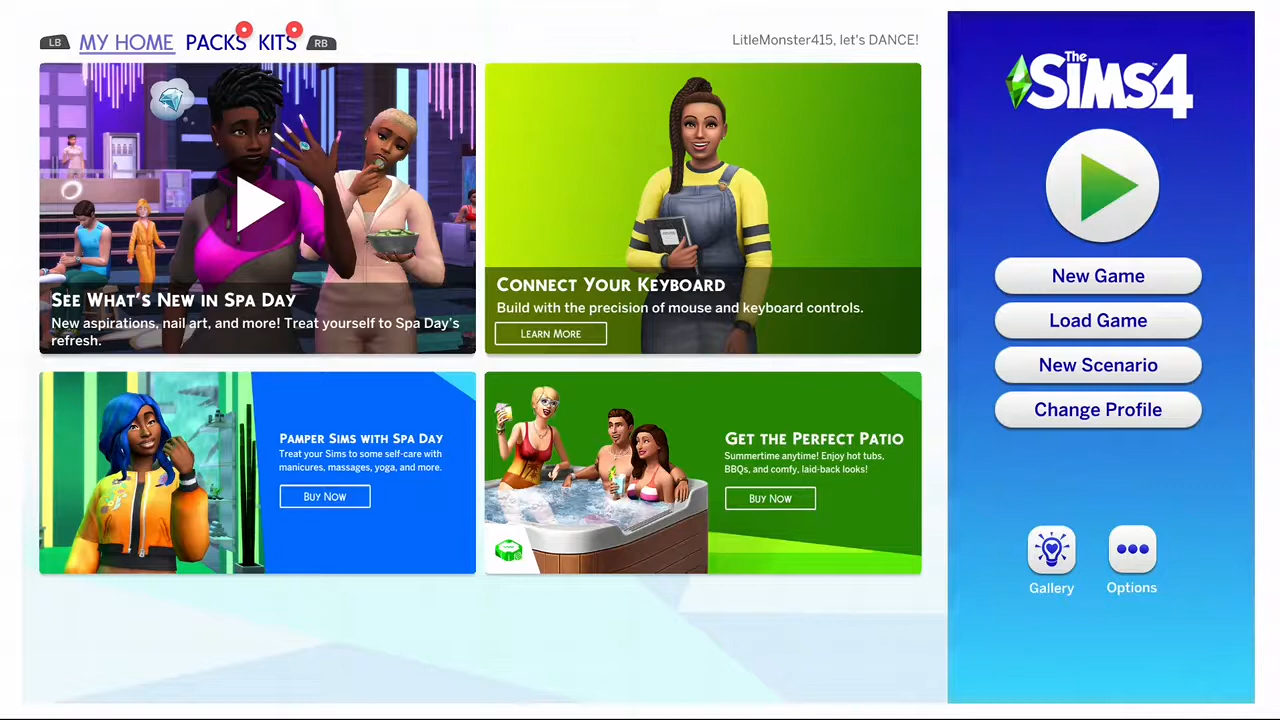 LB MY HOME PACKS KITS RB
LitleMonster415, let's DANCE!
SEE WHAT'S NEW IN SPA DAY
New aspirations, nail art, and more! Treat yourself to Spa Day's
refresh.
CONNECT YOUR KEYBOARD
Build with the precision of mouse and keyboard controls.
LEARN MORE
PAMPER SIMS WITH SPA DAY
Treat your Sims to some self-care with
manicures, massages, yoga, and more.
BUY NOW
GET THE PERFECT PATIO
Summertime anytime! Enjoy hot tubs,
BBQs, and comfy, laid-back looks!
BUY NOW
The
SIMS 4
New Game
Load Game
New Scenario
Change Profile
Gallery
Options